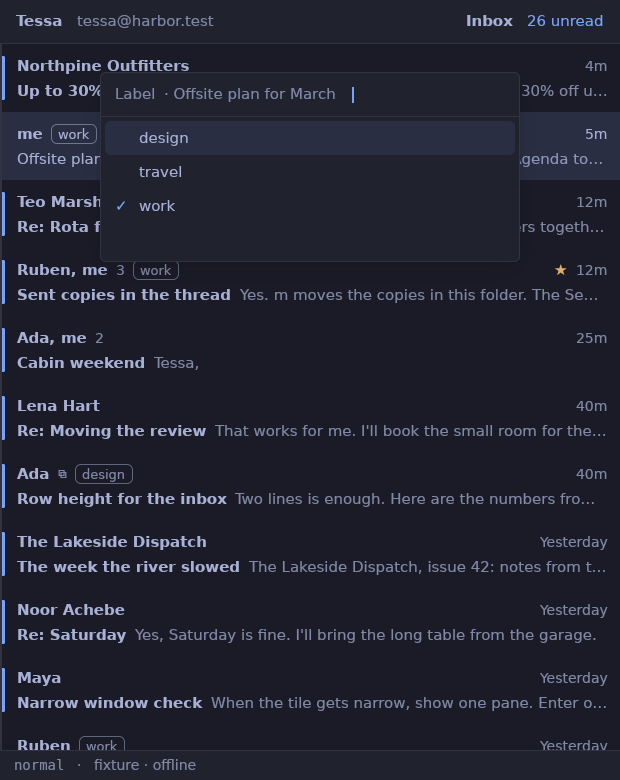 Tessa tessa@harbor.test Inbox 26 unread
Northpine Outfitters 4m
Up to 30% 30% off u…
Label · Offsite plan for March
me work 5m
Offsite plan genda to…
design
travel
✓ work
Teo Marsh 12m
Re: Rota f rs togeth…
Ruben, me 3 work ★ 12m
Sent copies in the thread Yes. m moves the copies in this folder. The Se…
Ada, me 2 25m
Cabin weekend Tessa,
Lena Hart 40m
Re: Moving the review That works for me. I'll book the small room for the…
Ada design 40m
Row height for the inbox Two lines is enough. Here are the numbers fro…
The Lakeside Dispatch Yesterday
The week the river slowed The Lakeside Dispatch, issue 42: notes from t…
Noor Achebe Yesterday
Re: Saturday Yes, Saturday is fine. I'll bring the long table from the garage.
Maya Yesterday
Narrow window check When the tile gets narrow, show one pane. Enter o…
Ruben work Yesterday
normal · fixture · offline